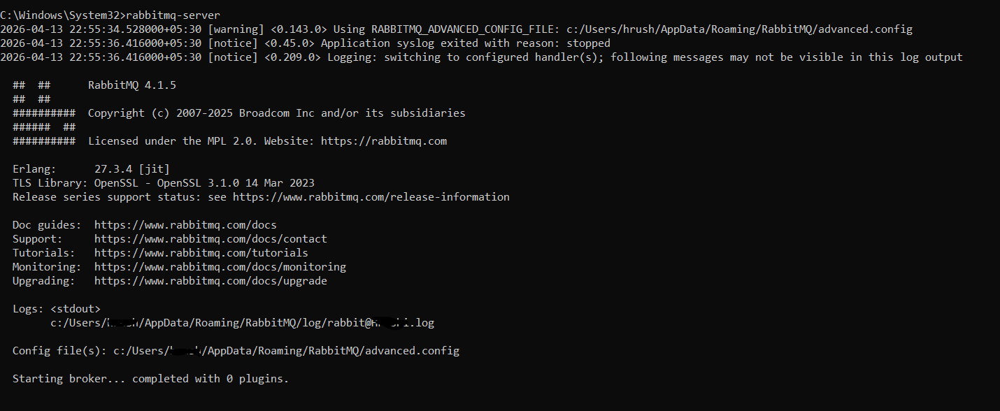 C:\Windows\System32>rabbitmq-server
2026-04-13 22:55:34.528000+05:30 [warning] <0.143.0> Using RABBITMQ_ADVANCED_CONFIG_FILE: c:/Users/hrush/AppData/Roaming/RabbitMQ/advanced.config
2026-04-13 22:55:36.416000+05:30 [notice] <0.45.0> Application syslog exited with reason: stopped
2026-04-13 22:55:36.416000+05:30 [notice] <0.209.0> Logging: switching to configured handler(s); following messages may not be visible in this log output
## ## RabbitMQ 4.1.5
## ##
########## Copyright (c) 2007-2025 Broadcom Inc and/or its subsidiaries
###### ##
########## Licensed under the MPL 2.0. Website: https://rabbitmq.com
Erlang: 27.3.4 [jit]
TLS Library: OpenSSL - OpenSSL 3.1.0 14 Mar 2023
Release series support status: see https://www.rabbitmq.com/release-information
Doc guides: https://www.rabbitmq.com/docs
Support: https://www.rabbitmq.com/docs/contact
Tutorials: https://www.rabbitmq.com/tutorials
Monitoring: https://www.rabbitmq.com/docs/monitoring
Upgrading: https://www.rabbitmq.com/docs/upgrade
Logs: <stdout>
c:/Users/ /AppData/Roaming/RabbitMQ/log/rabbit@ .log
Config file(s): c:/Users/ /AppData/Roaming/RabbitMQ/advanced.config
Starting broker... completed with 0 plugins.